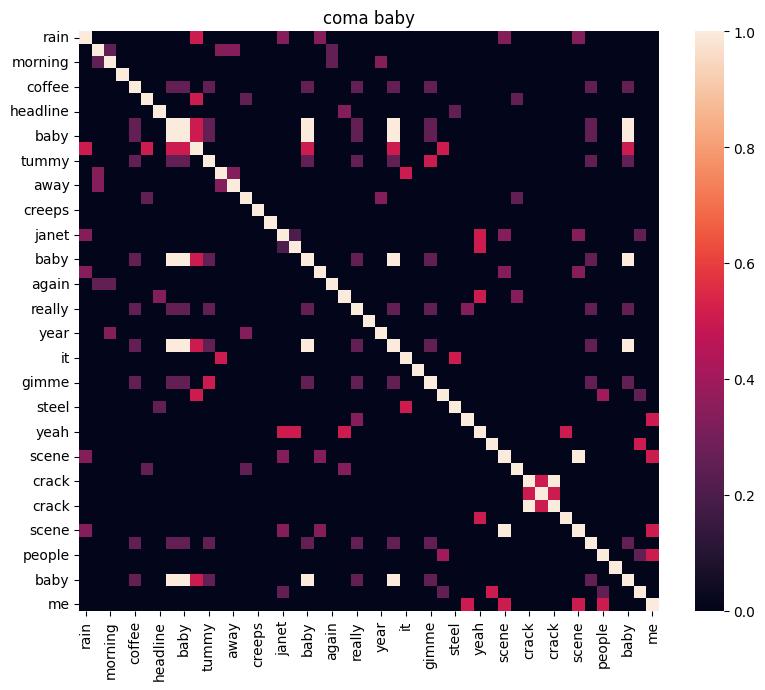 coma baby
rain
morning
coffee
headline
baby
tummy
away
creeps
janet
baby
again
really
year
it
gimme
steel
yeah
scene
crack
crack
scene
people
baby
me
rain
morning
coffee
headline
baby
tummy
away
creeps
janet
baby
again
really
year
it
gimme
steel
yeah
scene
crack
crack
scene
people
baby
me
1.0
0.8
0.6
0.4
0.2
0.0